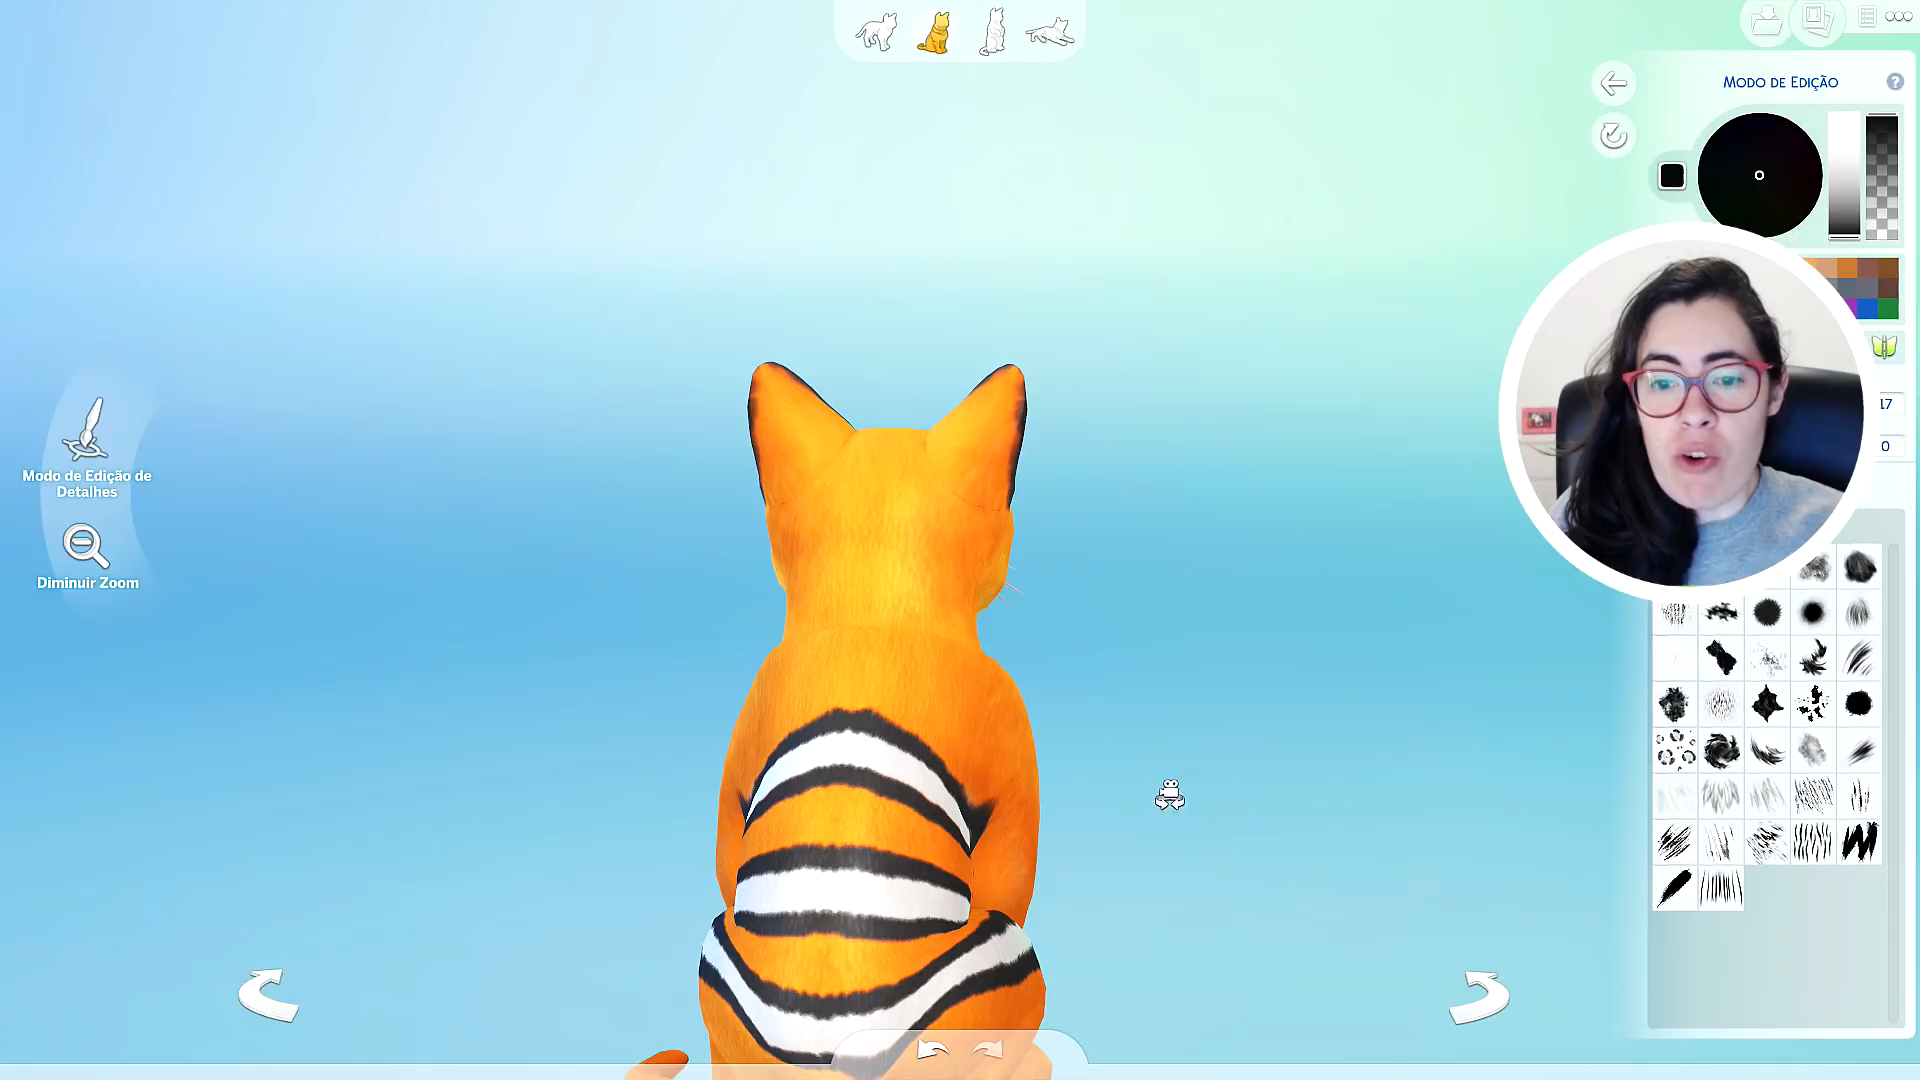 MODO DE EDIÇÃO
?
17
0
Modo de Edição de
Detalhes
Diminuir Zoom